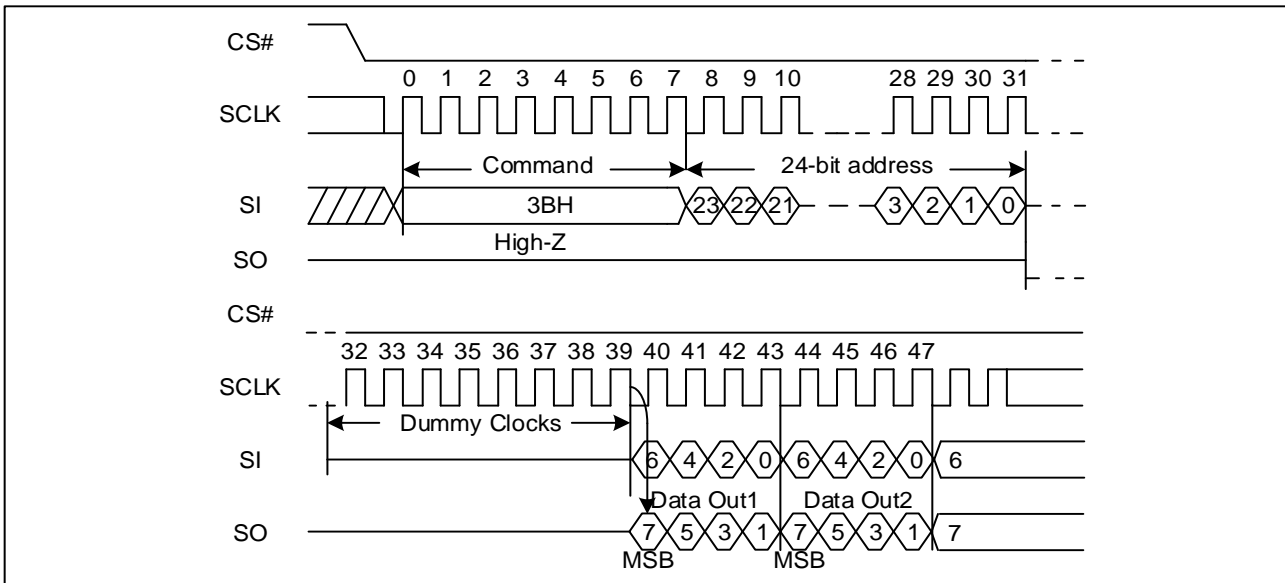 CS#
0 1 2 3 4 5 6 7 8 9 10 28 29 30 31
SCLK
Command 24-bit address
SI 3BH 23 22 21 3 2 1 0
High-Z
SO
CS#
32 33 34 35 36 37 38 39 40 41 42 43 44 45 46 47
SCLK
Dummy Clocks
SI 6 4 2 0 6 4 2 0 6
Data Out1 Data Out2
SO 7 5 3 1 7 5 3 1 7
MSB MSB